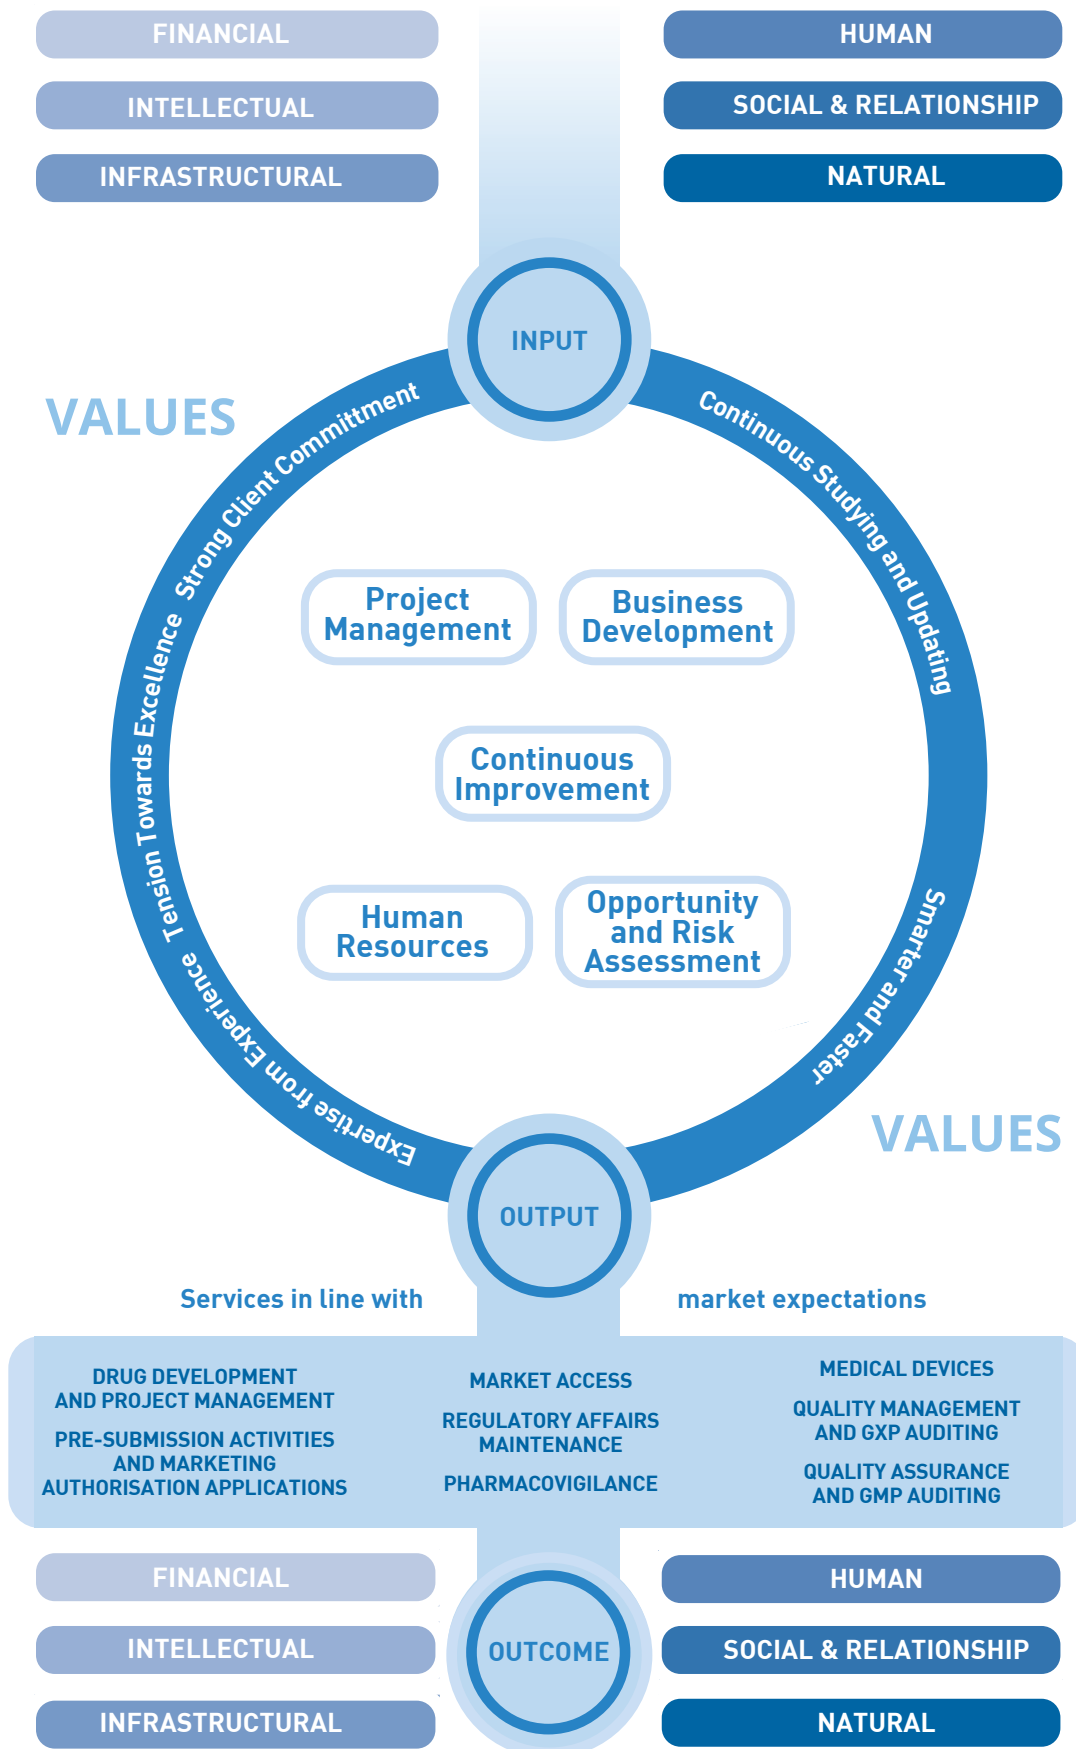 FINANCIAL
INTELLECTUAL
INFRASTRUCTURAL
HUMAN
SOCIAL & RELATIONSHIP
NATURAL
INPUT
VALUES
Strong Client Committment
Tension Towards Excellence
Expertise from Experience
Continuous Studying and Updating
Smarter and Faster
Project
Management
Business
Development
Continuous
Improvement
Human
Resources
Opportunity
and Risk
Assessment
VALUES
OUTPUT
Services in line with
market expectations
DRUG DEVELOPMENT
AND PROJECT MANAGEMENT
PRE-SUBMISSION ACTIVITIES
AND MARKETING
AUTHORISATION APPLICATIONS
MARKET ACCESS
REGULATORY AFFAIRS
MAINTENANCE
PHARMACOVIGILANCE
MEDICAL DEVICES
QUALITY MANAGEMENT
AND GXP AUDITING
QUALITY ASSURANCE
AND GMP AUDITING
FINANCIAL
INTELLECTUAL
INFRASTRUCTURAL
OUTCOME
HUMAN
SOCIAL & RELATIONSHIP
NATURAL